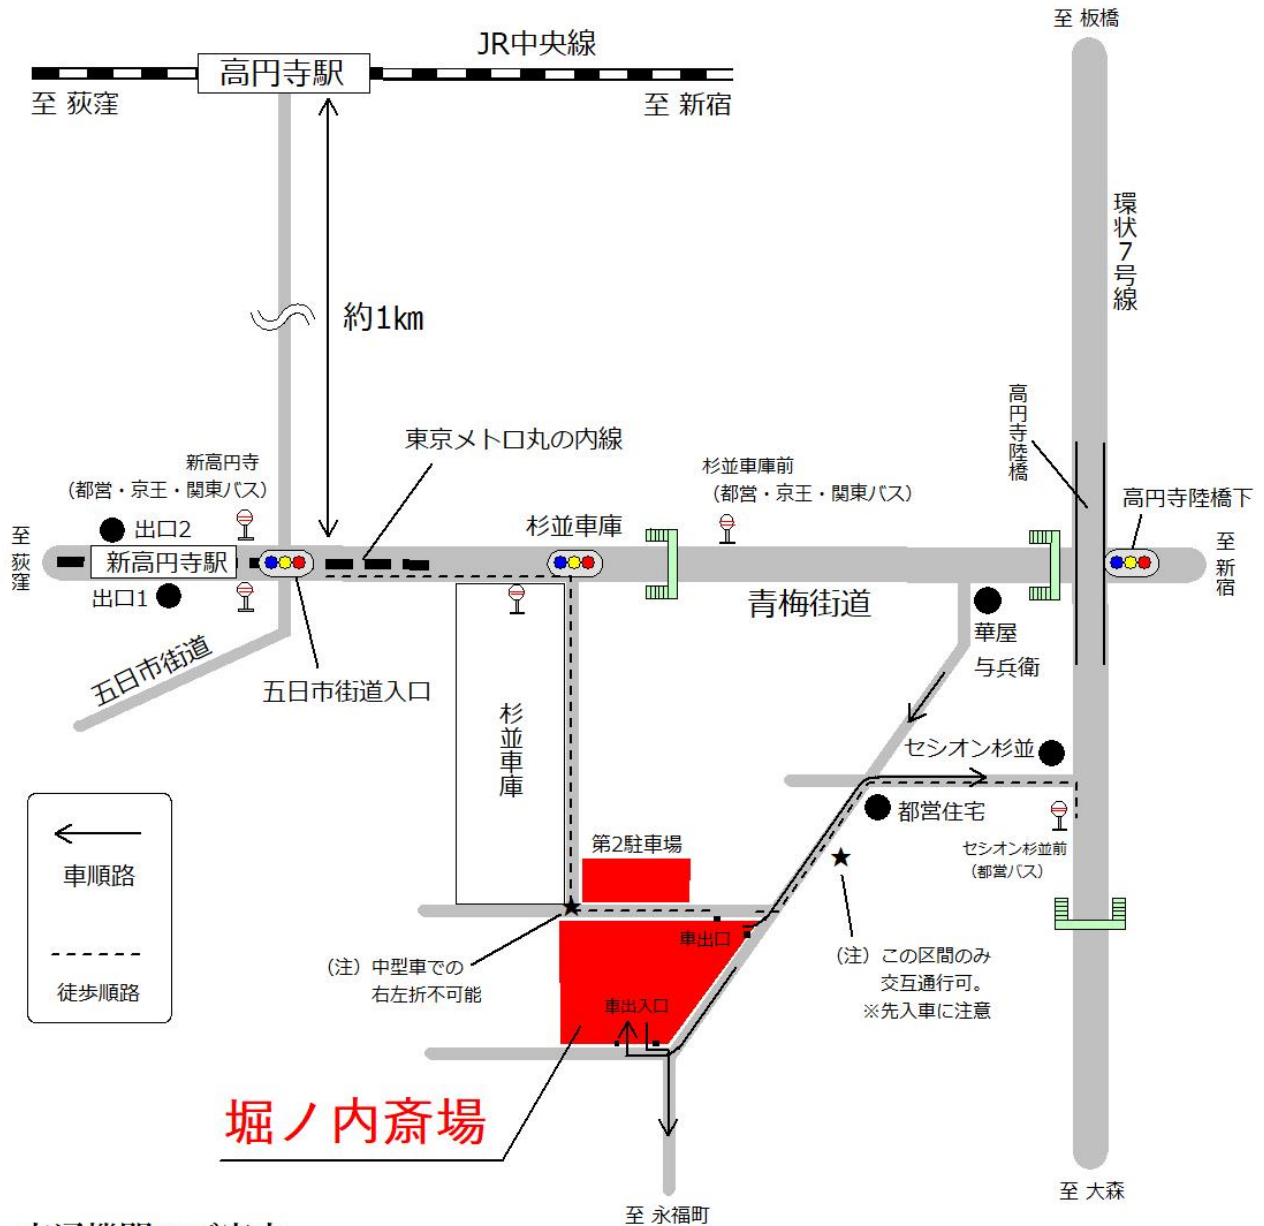 至 板橋
JR中央線
高円寺駅
至 荻窪
至 新宿
環状7号線
約1㎞
高円寺陸橋
東京メトロ丸の内線
新高円寺
(都営・京王・関東バス)
杉並車庫前
(都営・京王・関東バス)
高円寺陸橋下
出口2
杉並車庫
至 荻窪
新高円寺駅
至 新宿
出口1
青梅街道
華屋
与兵衛
五日市街道
五日市街道入口
杉並車庫
セシオン杉並
都営住宅
車順路
第2駐車場
セシオン杉並前
(都営バス)
★
★
徒歩順路
車出口
(注)中型車での
右左折不可能
(注)この区間のみ
交互通行可。
※先入車に注意
車出入口
堀ノ内斎場
至 大森
至 永福町